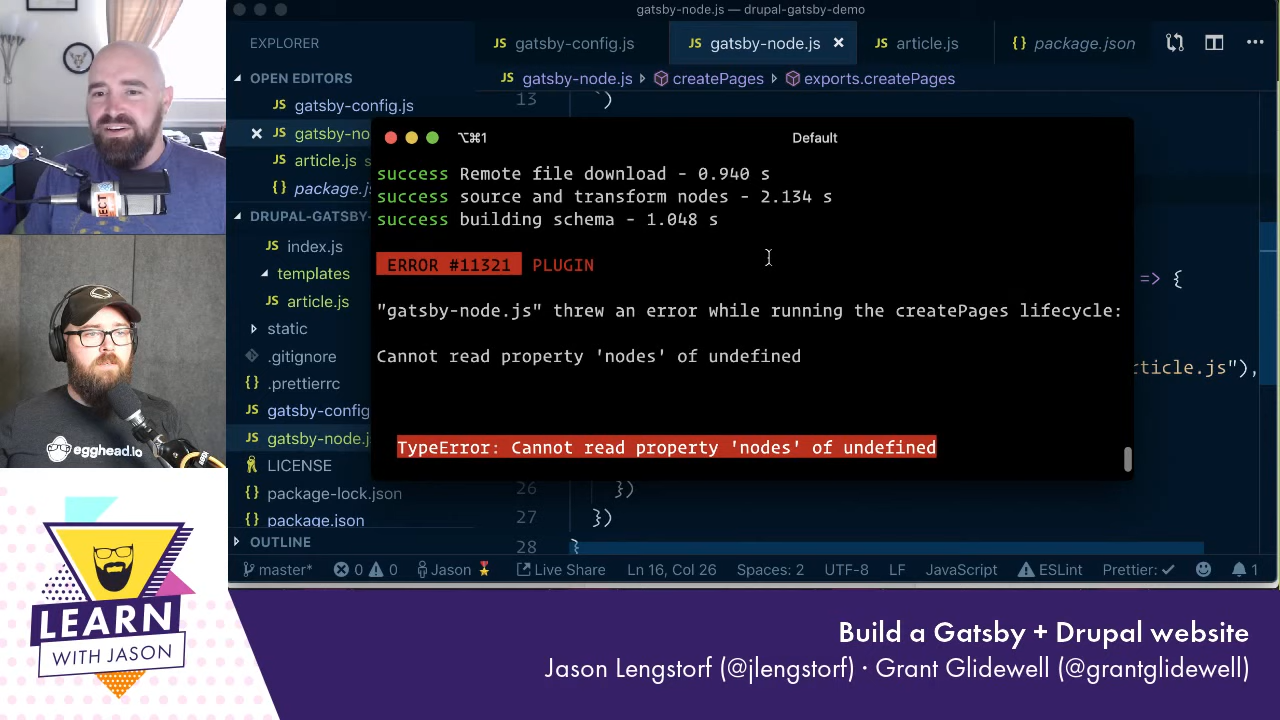 gatsby-node.js — drupal-gatsby-demo
EXPLORER
JS gatsby-config.js
JS gatsby-node.js ×
JS article.js
{} package.json
OPEN EDITORS
JS gatsby-node.js › createPages › exports.createPages
JS gatsby-config.js
13 `)
× JS gatsby-no
JS article.js s
{} package.js
DRUPAL-GATSBY-
JS index.js
templates
JS article.js
static
.gitignore
{} .prettierrc
JS gatsby-config
JS gatsby-node.j
LICENSE
{} package-lock.json
{} package.json
OUTLINE
⌥⌘1 Default
success Remote file download - 0.940 s
success source and transform nodes - 2.134 s
success building schema - 1.048 s
ERROR #11321 PLUGIN
"gatsby-node.js" threw an error while running the createPages lifecycle:
Cannot read property 'nodes' of undefined
TypeError: Cannot read property 'nodes' of undefined
=> {
rticle.js"),
26 })
27 })
28 }
master* 0 0 Jason Live Share Ln 16, Col 26 Spaces: 2 UTF-8 LF JavaScript ESLint Prettier: ✓ 1
egghead.io
LEARN
WITH JASON
Build a Gatsby + Drupal website
Jason Lengstorf (@jlengstorf) · Grant Glidewell (@grantglidewell)